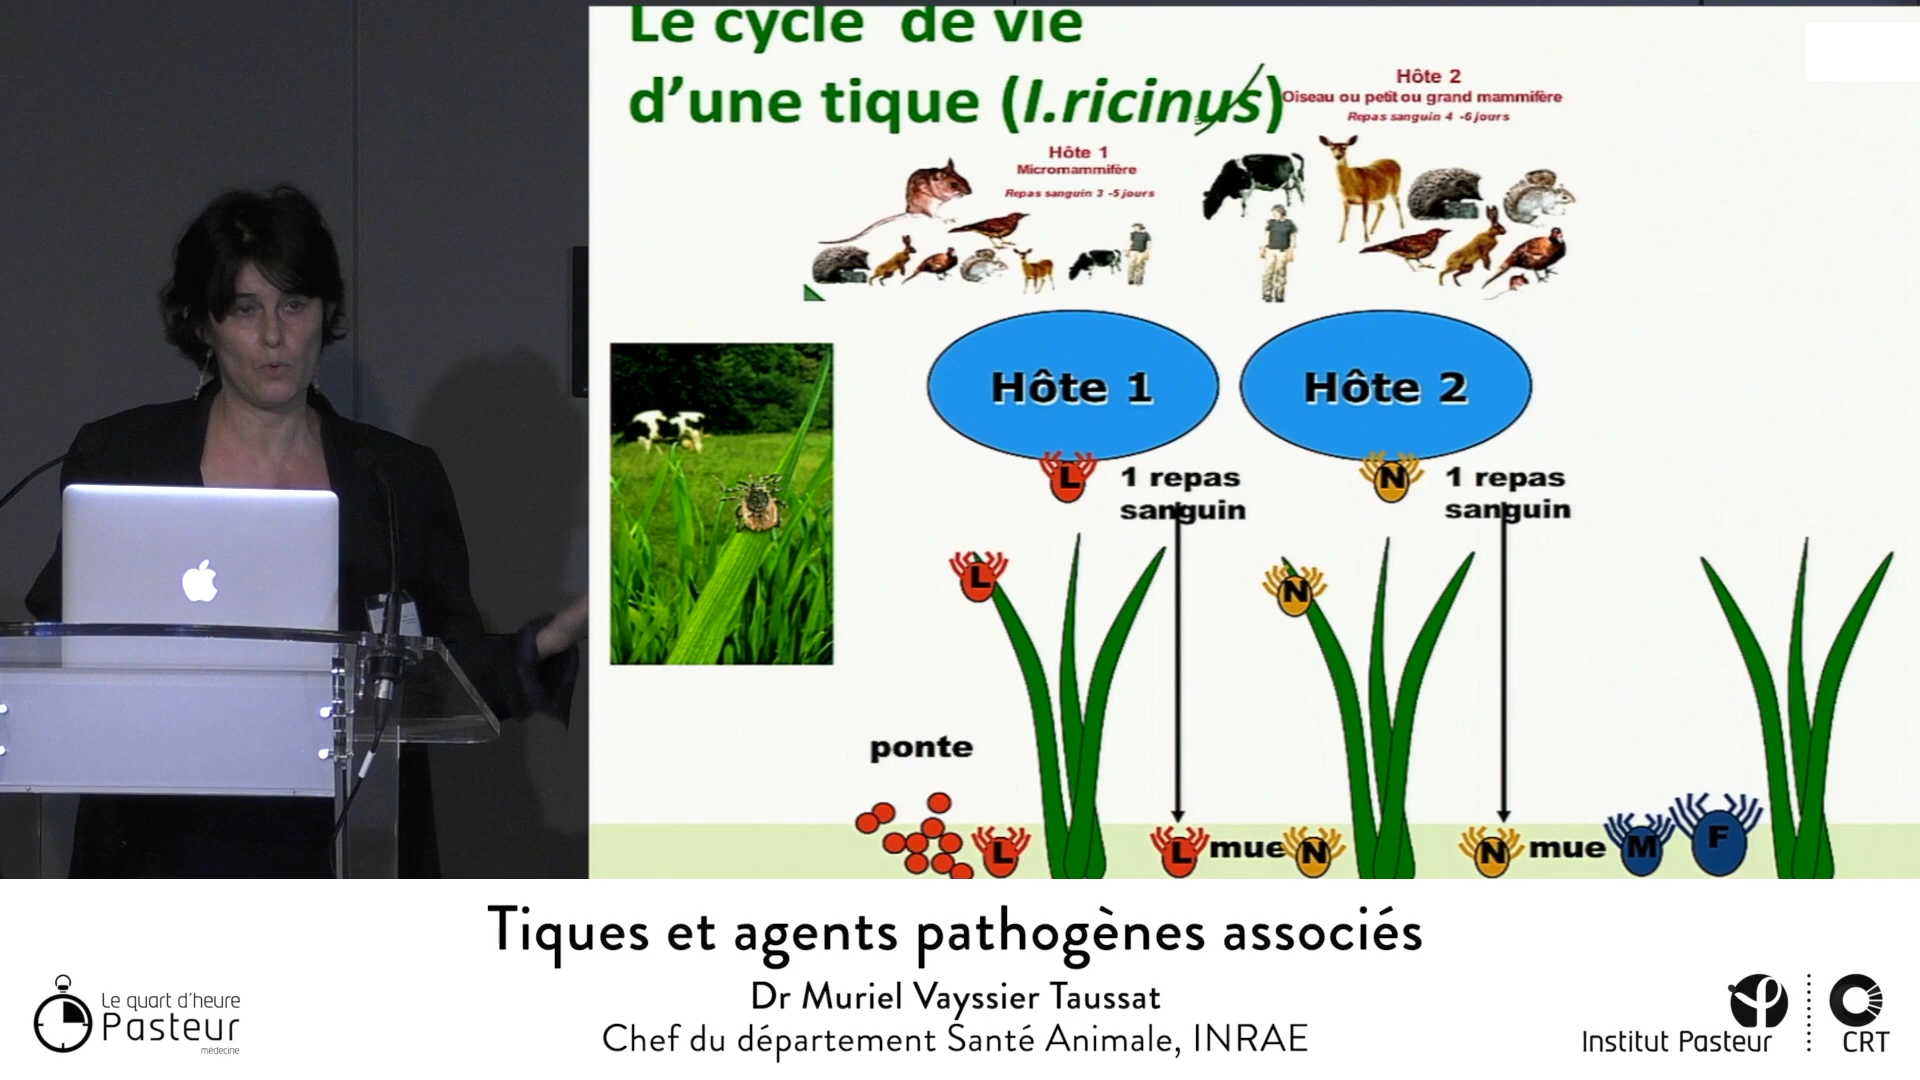 Le cycle de vie
d’une tique (I.ricinus)
Hôte 2
Oiseau ou petit ou grand mammifère
Repas sanguin 4 -6 jours
Hôte 1
Micromammifère
Repas sanguin 3 -5 jours
Hôte 1
Hôte 2
L
1 repas
sanguin
N
1 repas
sanguin
L
N
ponte
L
L mue N
N mue M F
Tiques et agents pathogènes associés
Dr Muriel Vayssier Taussat
Chef du département Santé Animale, INRAE
Le quart d’heure
Pasteur
médecine
Institut Pasteur
CRT